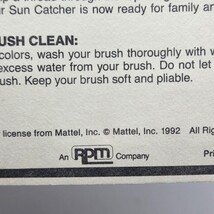 r Sun Catcher is now ready for family an
USH CLEAN:
colors, wash your brush thoroughly with w
excess water from your brush. Do not let
ush. Keep your brush soft and pliable.
license from Mattel, Inc. © Mattel, Inc. 1992 All Rig
An RPM Company
Pri